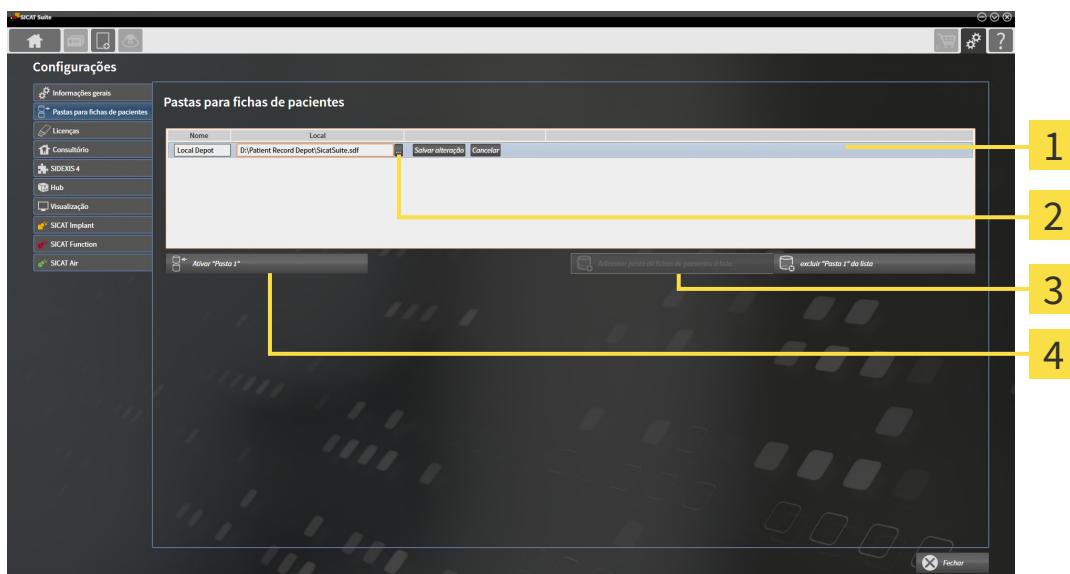 SICAT Suite
?
Configurações
Informações gerais
Pastas para fichas de pacientes
Licenças
Consultório
SIDEXIS 4
Hub
Visualização
SICAT Implant
SICAT Function
SICAT Air
Pastas para fichas de pacientes
Nome Local
Local Depot D:\Patient Record Depot\SicatSuite.sdf ... Salvar alteração Cancelar
Ativar "Pasta 1" Adicionar pasta de fichas de pacientes à lista excluir "Pasta 1" da lista
Fechar
1
2
3
4